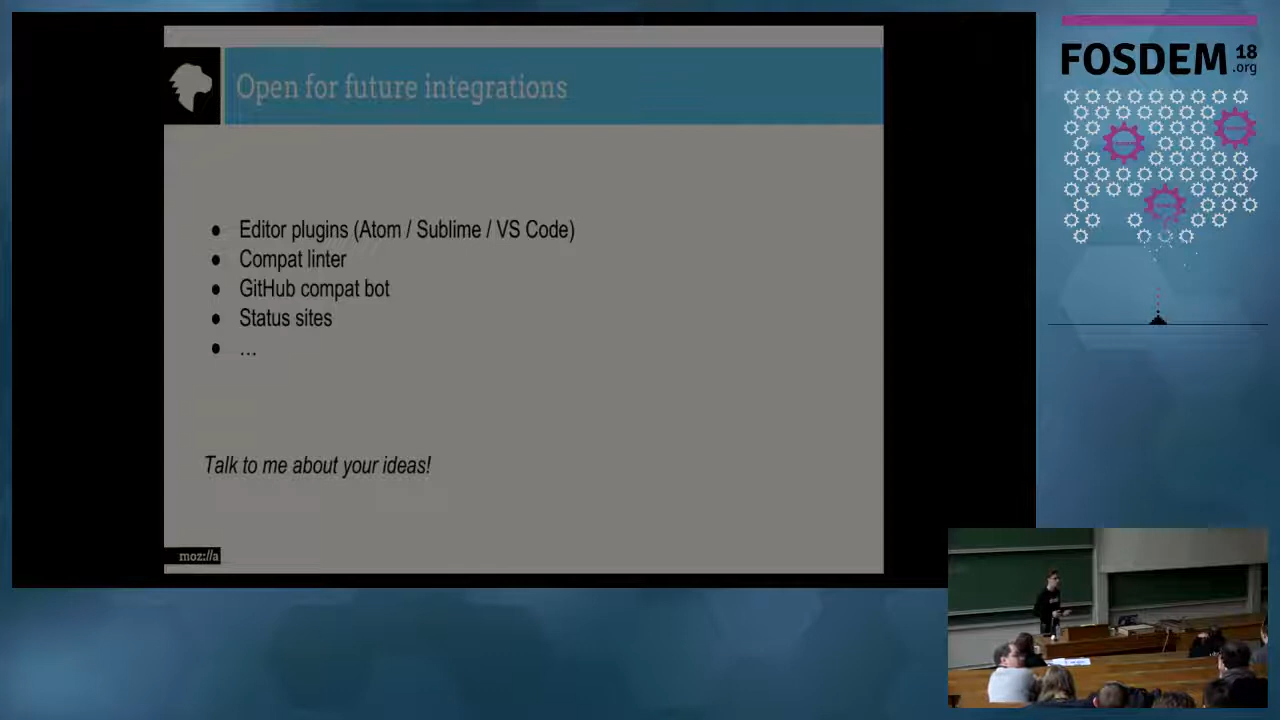 Open for future integrations
● Editor plugins (Atom / Sublime / VS Code)
● Compat linter
● GitHub compat bot
● Status sites
● …
Talk to me about your ideas!
moz://a
FOSDEM 18
.org